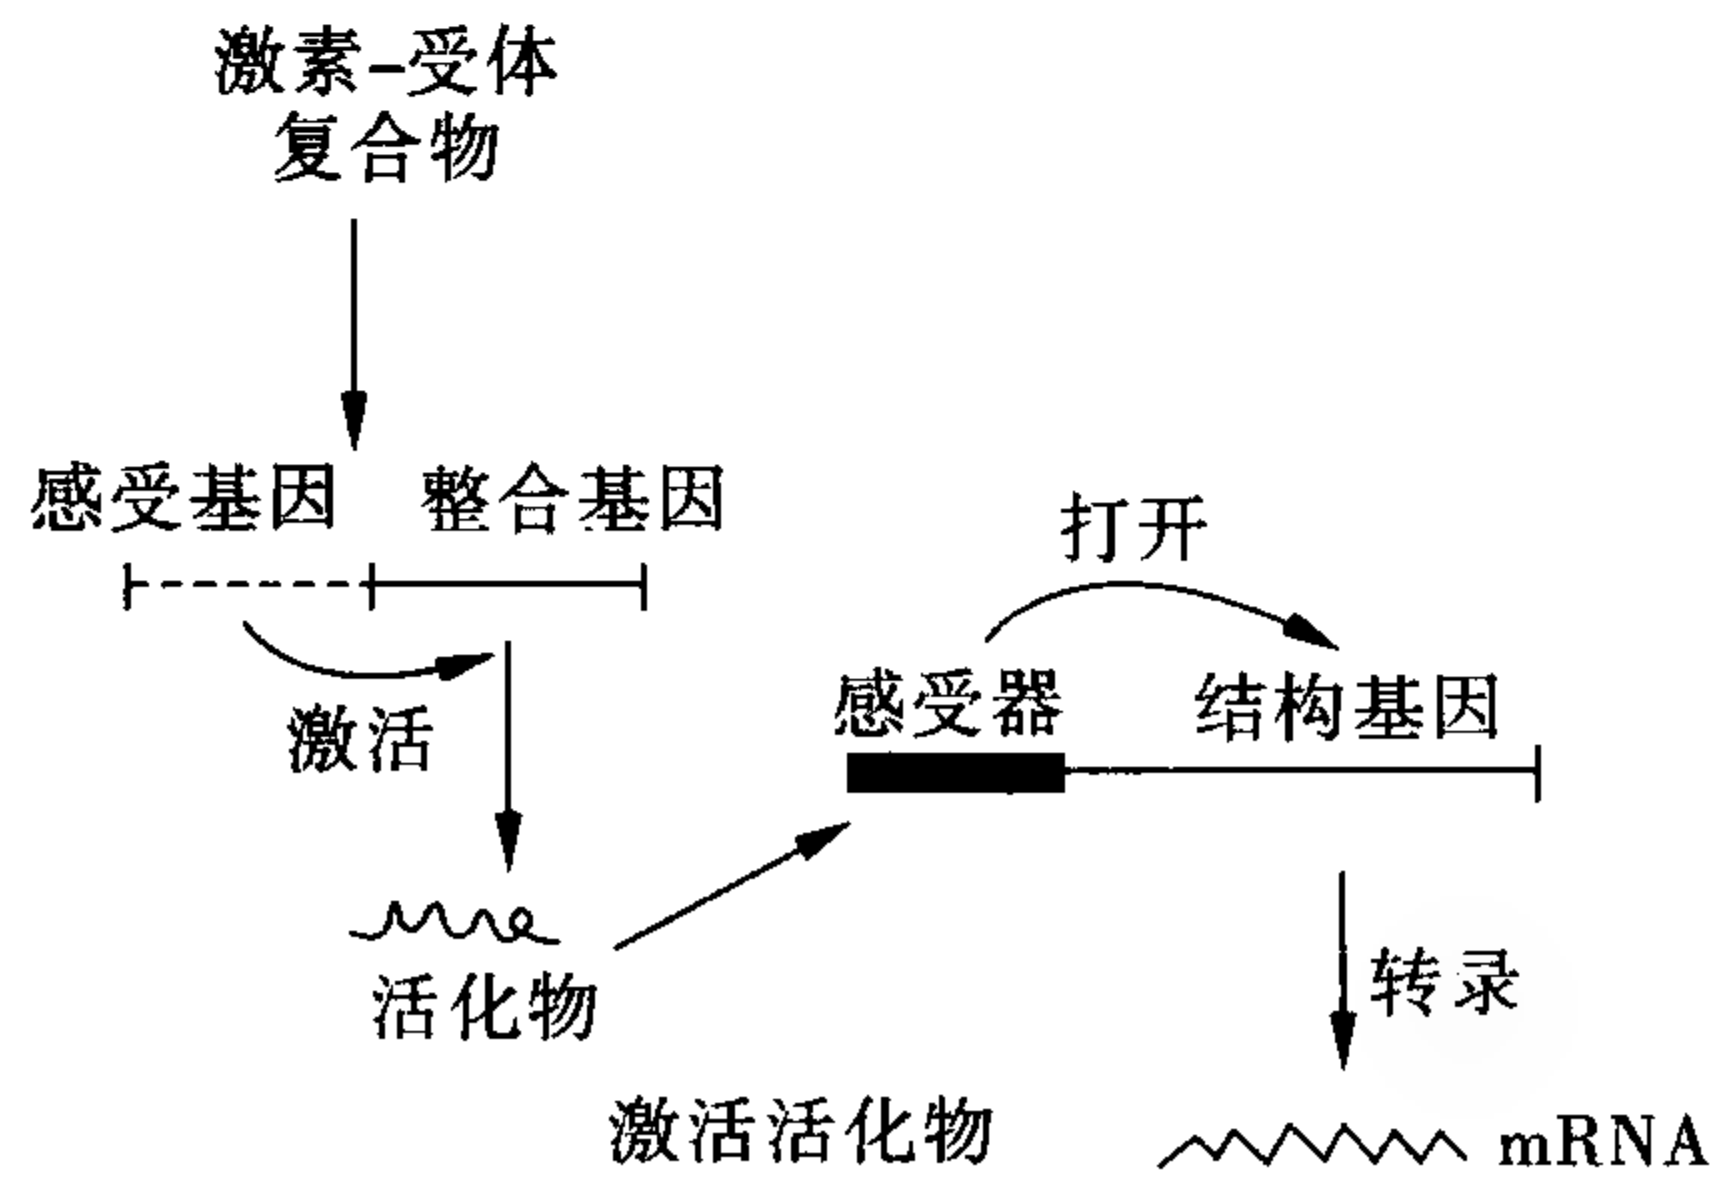 激素-受体
复合物
感受基因 整合基因
打开
感受器 结构基因
激活
活化物
转录
激活活化物
mRNA